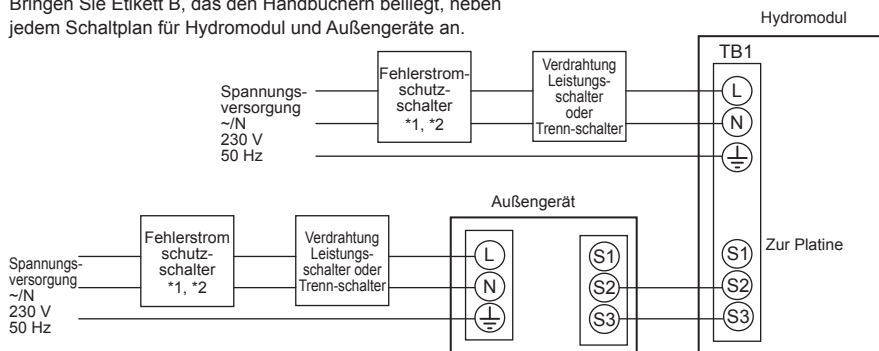 Bringen Sie Etikett B, das den Handbüchern beiliegt, neben
jedem Schaltplan für Hydromodul und Außengeräte an.
Hydromodul
TB1
Spannungs-
versorgung
~/N
230 V
50 Hz
Fehlerstrom-
schutz-
schalter
*1, *2
Verdrahtung
Leistungs-
schalter
oder
Trenn-schalter
L
N
Außengerät
Spannungs-
versorgung
~/N
230 V
50 Hz
Fehlerstrom
schutz-
schalter
*1, *2
Verdrahtung
Leistungs-
schalter oder
Trenn-schalter
L
N
S1
S2
S3
S1
S2
S3
Zur Platine